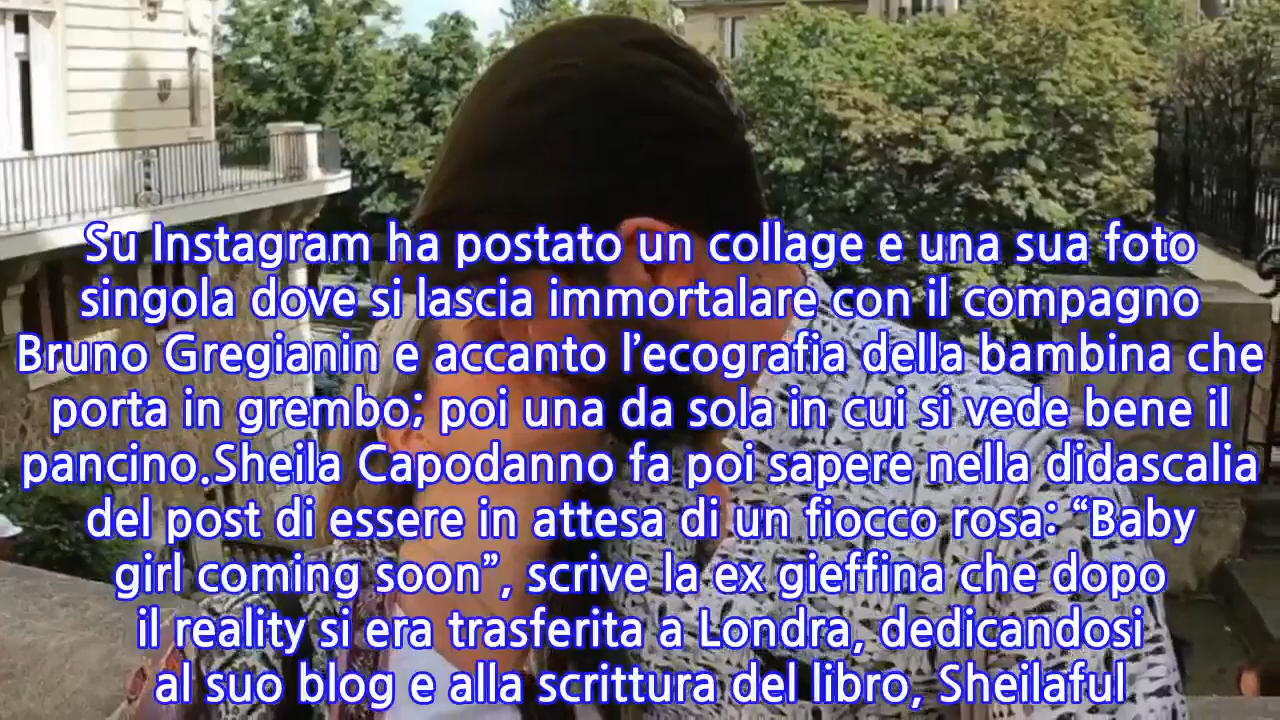 Su Instagram ha postato un collage e una sua foto
singola dove si lascia immortalare con il compagno
Bruno Gregianin e accanto l’ecografia della bambina che
porta in grembo; poi una da sola in cui si vede bene il
pancino.Sheila Capodanno fa poi sapere nella didascalia
del post di essere in attesa di un fiocco rosa: “Baby
girl coming soon”, scrive la ex gieffina che dopo
il reality si era trasferita a Londra, dedicandosi
al suo blog e alla scrittura del libro, Sheilaful